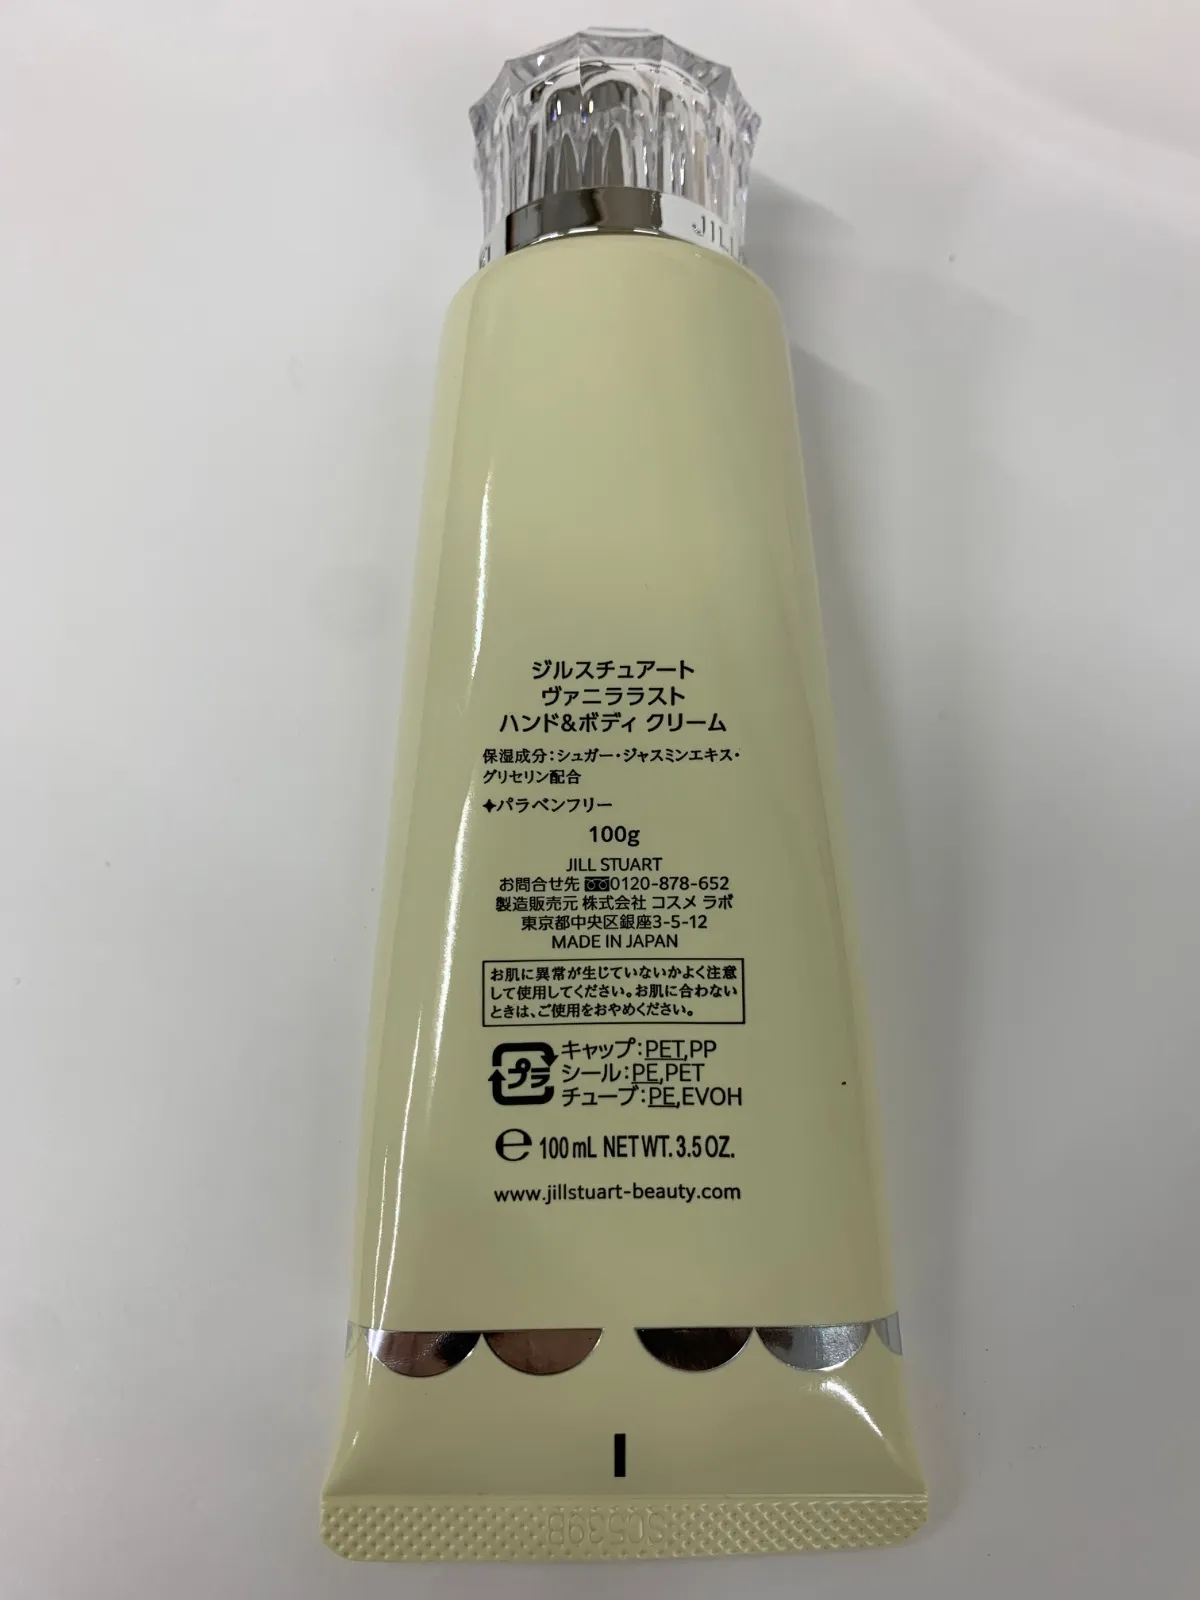 JILL
ジルスチュアート
ヴァニララスト
ハンド&ボディ クリーム
保湿成分:シュガー・ジャスミンエキス・
グリセリン配合
✦パラベンフリー
100g
JILL STUART
お問合せ先 0120-878-652
製造販売元 株式会社 コスメ ラボ
東京都中央区銀座3-5-12
MADE IN JAPAN
お肌に異常が生じていないかよく注意
して使用してください。お肌に合わない
ときは、ご使用をおやめください。
プラ
キャップ:PET,PP
シール:PE,PET
チューブ:PE,EVOH
℮ 100mL NET WT. 3.5 OZ.
www.jillstuart-beauty.com